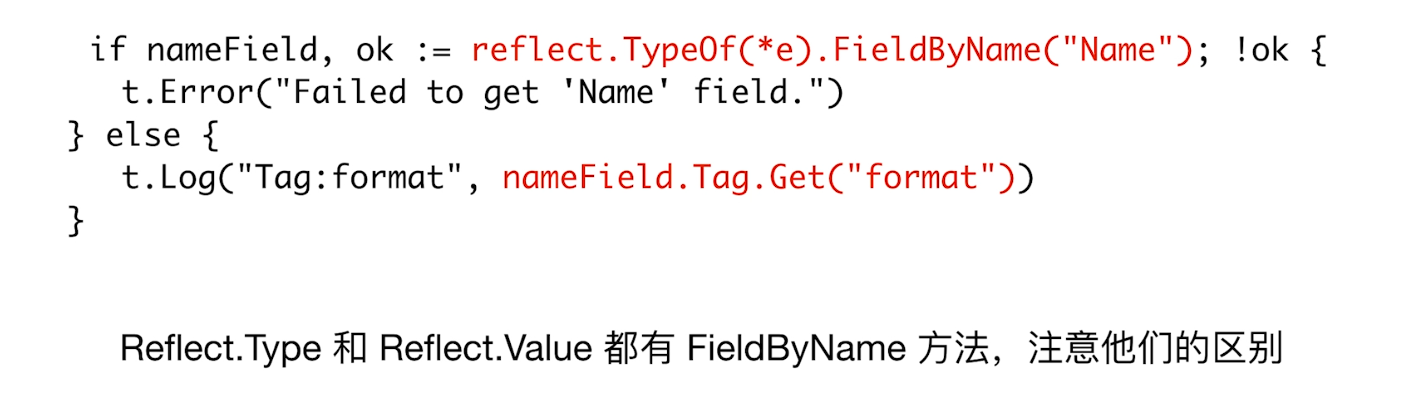 if nameField, ok := reflect.TypeOf(*e).FieldByName("Name"); !ok {
t.Error("Failed to get 'Name' field.")
} else {
t.Log("Tag:format", nameField.Tag.Get("format"))
}
Reflect.Type 和 Reflect.Value 都有 FieldByName 方法，注意他们的区别